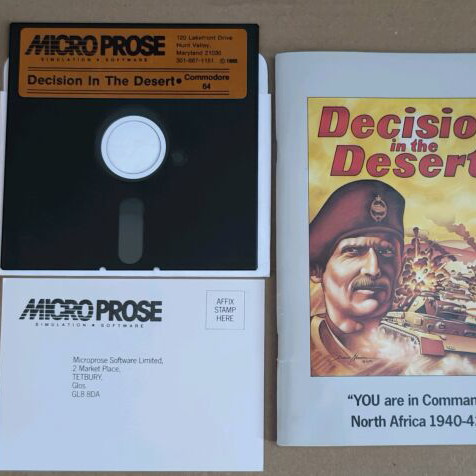 MICRO PROSE
SIMULATION • SOFTWARE
120 Lakefront Drive
Hunt Valley,
Maryland 21030
301-667-1151 © 1985
Decision In The Desert • Commodore
64
MICRO PROSE
SIMULATION • SOFTWARE
AFFIX
STAMP
HERE
Microprose Software Limited,
2 Market Place,
TETBURY,
Glos.
GL8 8DA
Decisio
in the
Desert
"YOU are in Comman
North Africa 1940-4